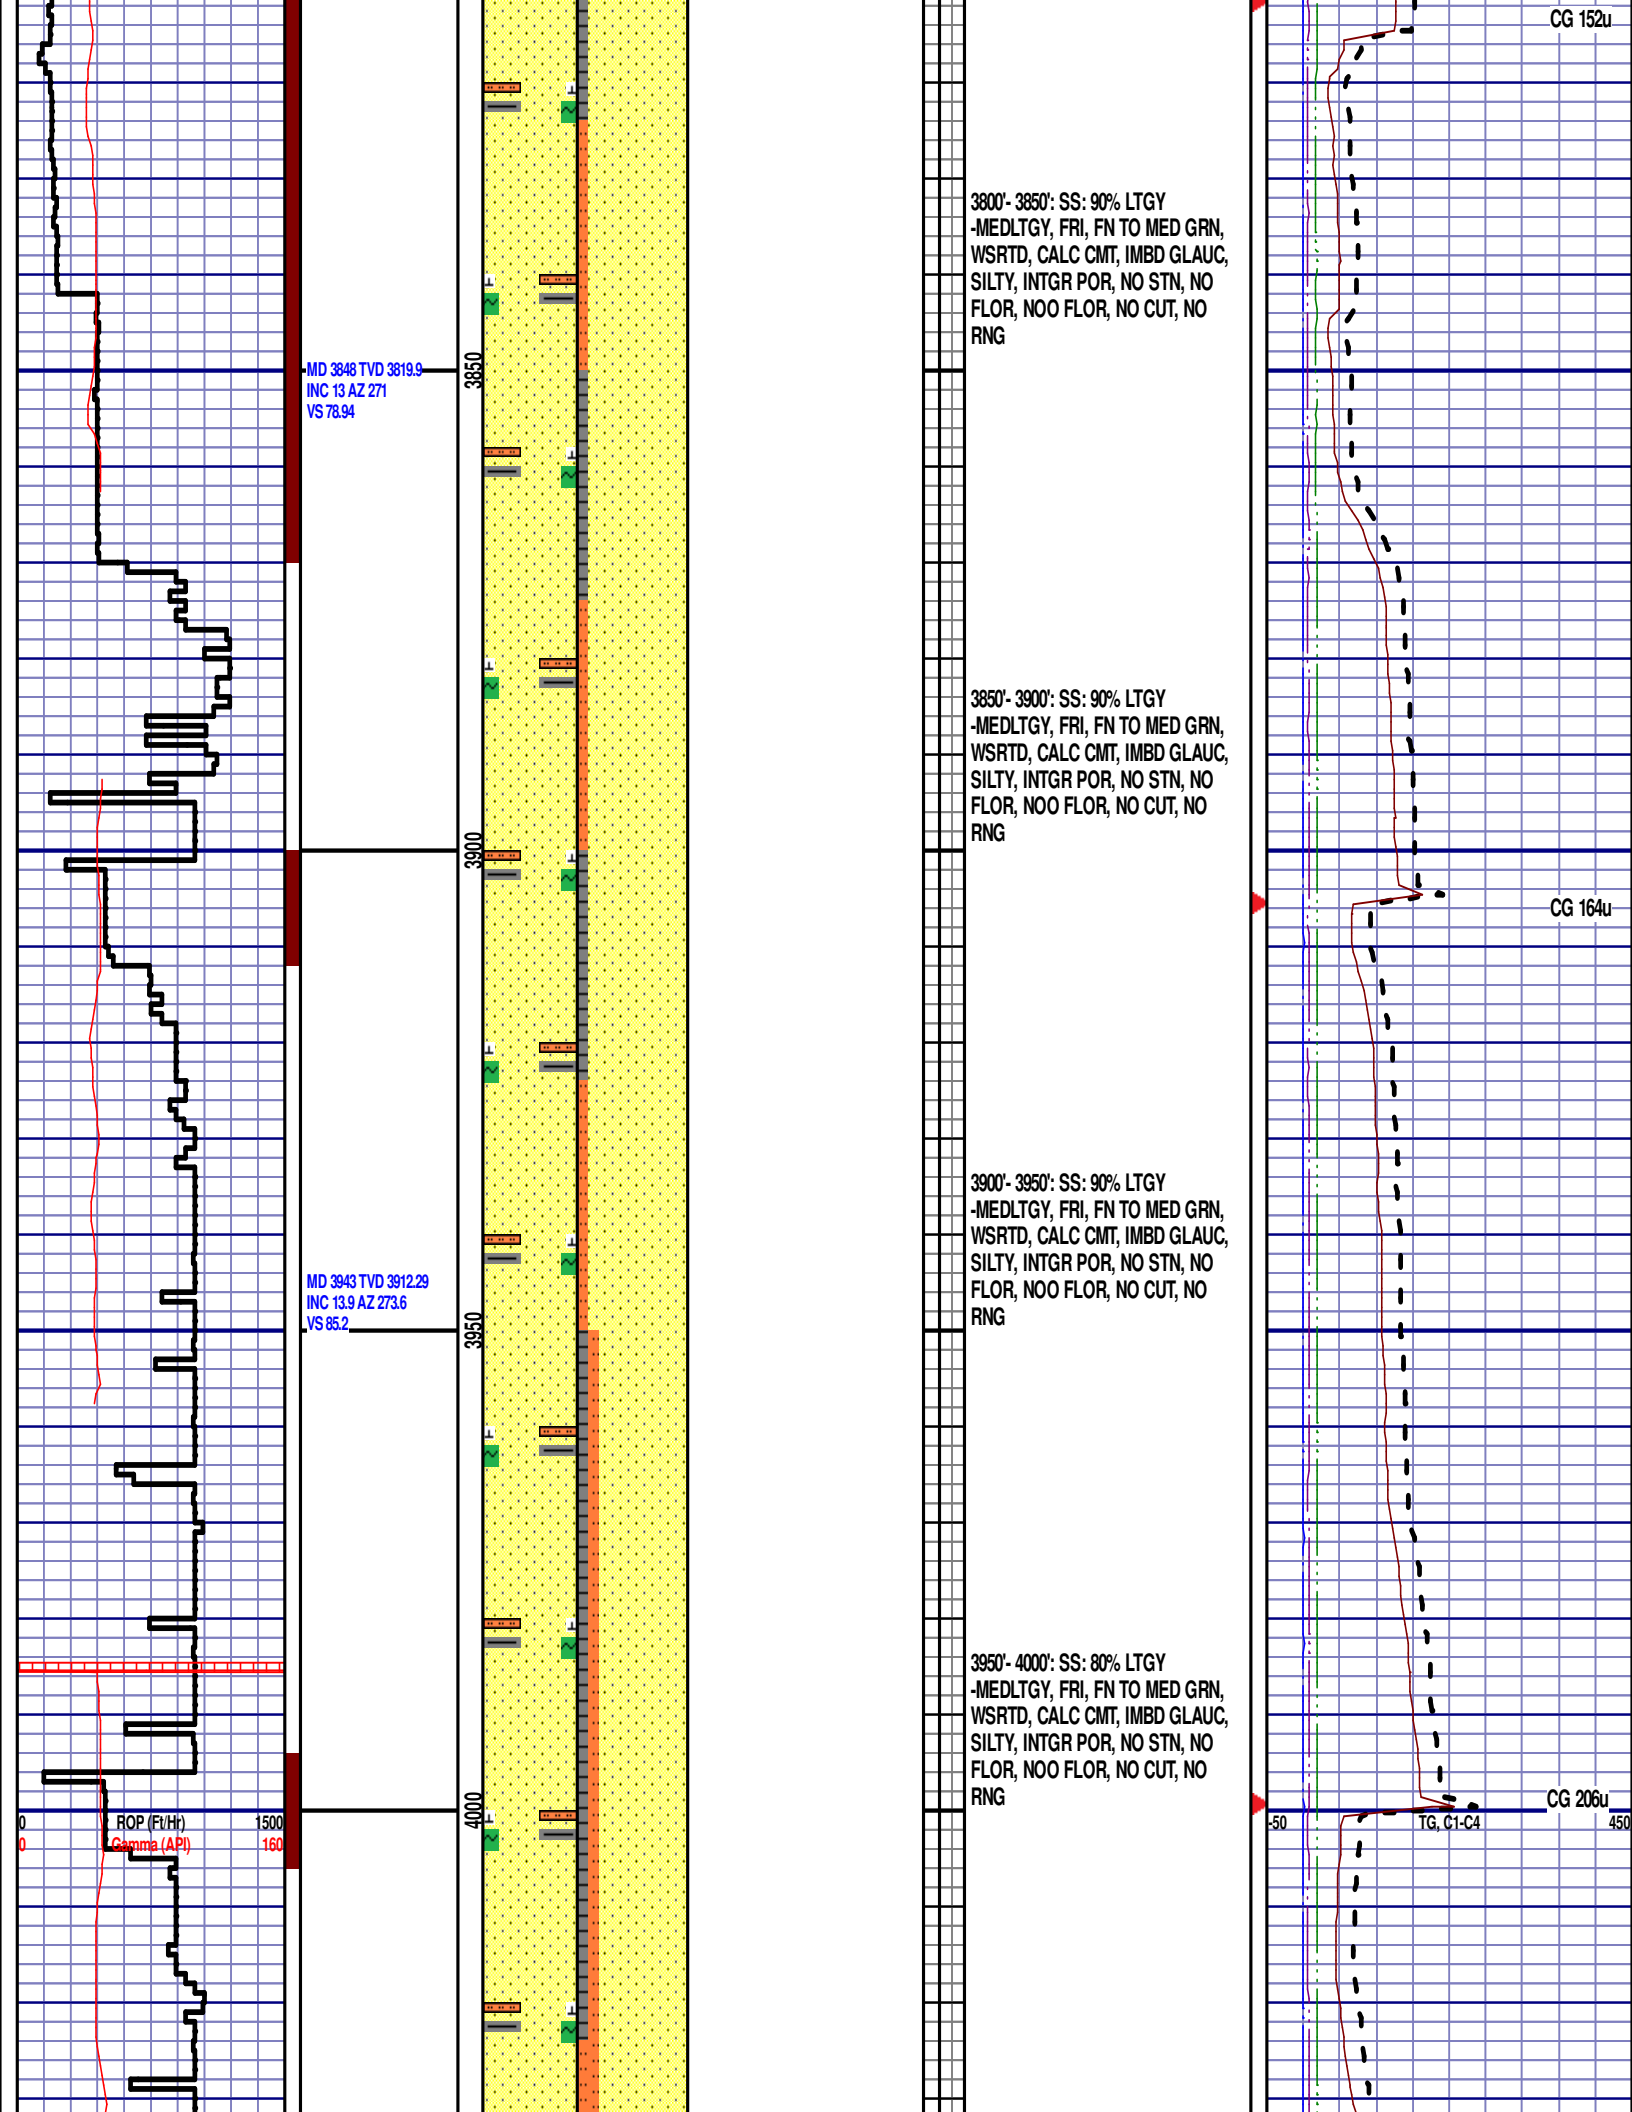 CG 152u
3800'- 3850': SS: 90% LTGY
-MEDLTGY, FRI, FN TO MED GRN,
WSRTD, CALC CMT, IMBD GLAUC,
SILTY, INTGR POR, NO STN, NO
FLOR, NOO FLOR, NO CUT, NO
RNG
MD 3848 TVD 3819.9
INC 13 AZ 271
VS 78.94
3850
3850'- 3900': SS: 90% LTGY
-MEDLTGY, FRI, FN TO MED GRN,
WSRTD, CALC CMT, IMBD GLAUC,
SILTY, INTGR POR, NO STN, NO
FLOR, NOO FLOR, NO CUT, NO
RNG
3900
CG 164u
3900'- 3950': SS: 90% LTGY
-MEDLTGY, FRI, FN TO MED GRN,
WSRTD, CALC CMT, IMBD GLAUC,
SILTY, INTGR POR, NO STN, NO
FLOR, NOO FLOR, NO CUT, NO
RNG
MD 3943 TVD 3912.29
INC 13.9 AZ 273.6
VS 85.2
3950
3950'- 4000': SS: 80% LTGY
-MEDLTGY, FRI, FN TO MED GRN,
WSRTD, CALC CMT, IMBD GLAUC,
SILTY, INTGR POR, NO STN, NO
FLOR, NOO FLOR, NO CUT, NO
RNG
4000
CG 206u
0 ROP (Ft/Hr) 1500
0 Gamma (API) 160
-50 TG, C1-C4 450